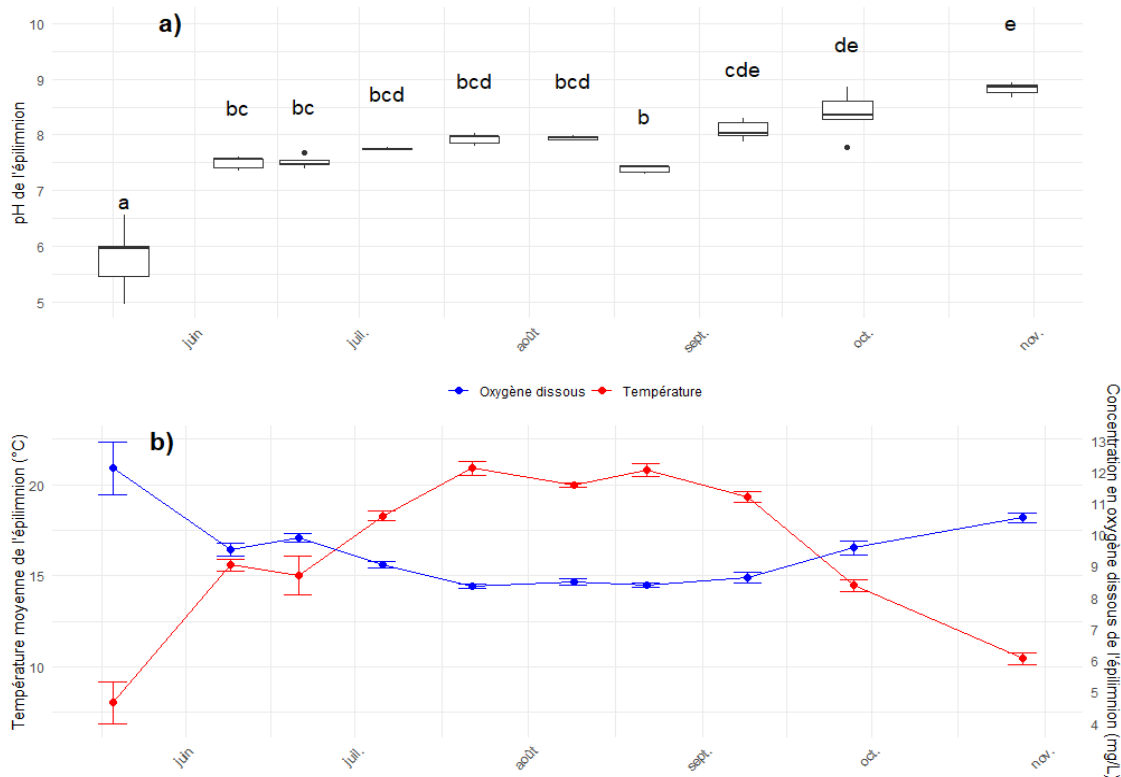 a)
pH de l'épilimnion
10
9
8
7
6
5
a
bc
bc
bcd
bcd
bcd
b
cde
de
e
juin
juil.
août
sept.
oct.
nov.
Oxygène dissous
Température
b)
Température moyenne de l'épilimnion (°C)
20
15
10
Concentration en oxygène dissous de l'épilimnion (mg/L)
13
12
11
10
9
8
7
6
5
4
juin
juil.
août
sept.
oct.
nov.